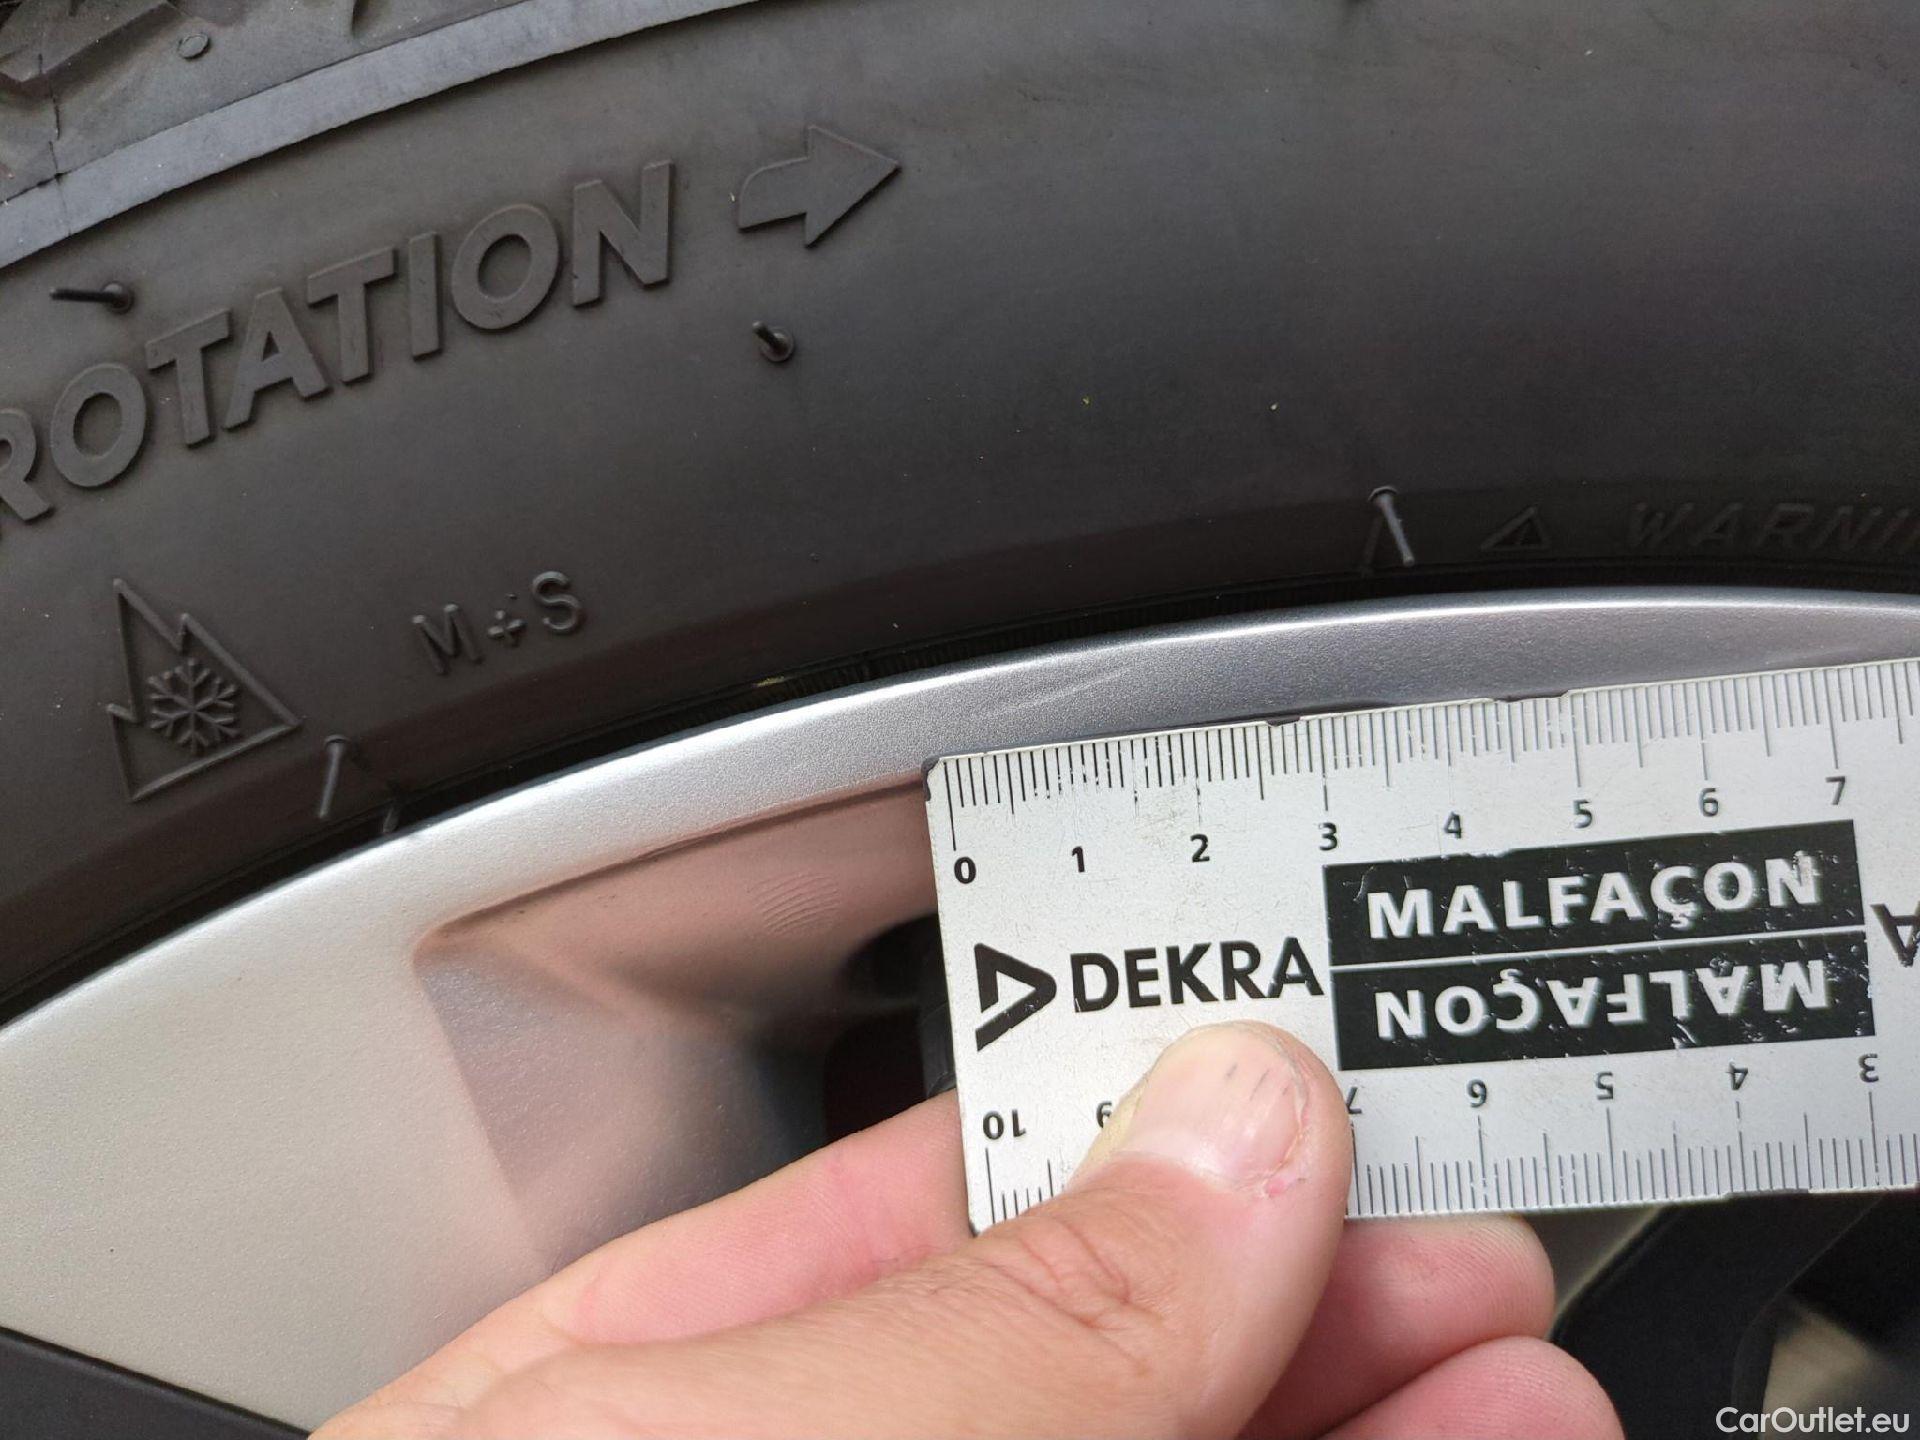 ROTATION
M+S
WARNI
0 1 2 3 4 5 6 7
DEKRA
MALFAÇON
MALFAÇON
10 9 7 6 5 4 3
CarOutlet.eu